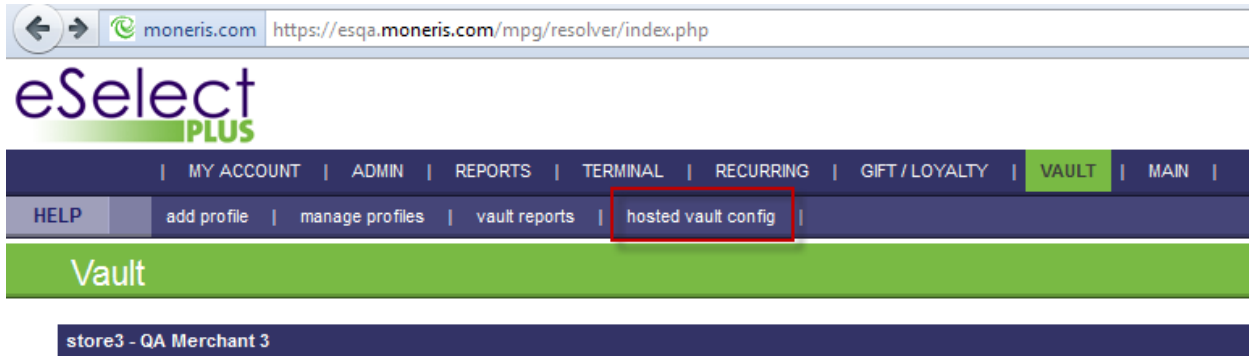 moneris.com https://esqa.moneris.com/mpg/resolver/index.php
eSelect
PLUS
| MY ACCOUNT | ADMIN | REPORTS | TERMINAL | RECURRING | GIFT / LOYALTY | VAULT | MAIN |
HELP add profile | manage profiles | vault reports | hosted vault config |
Vault
store3 - QA Merchant 3